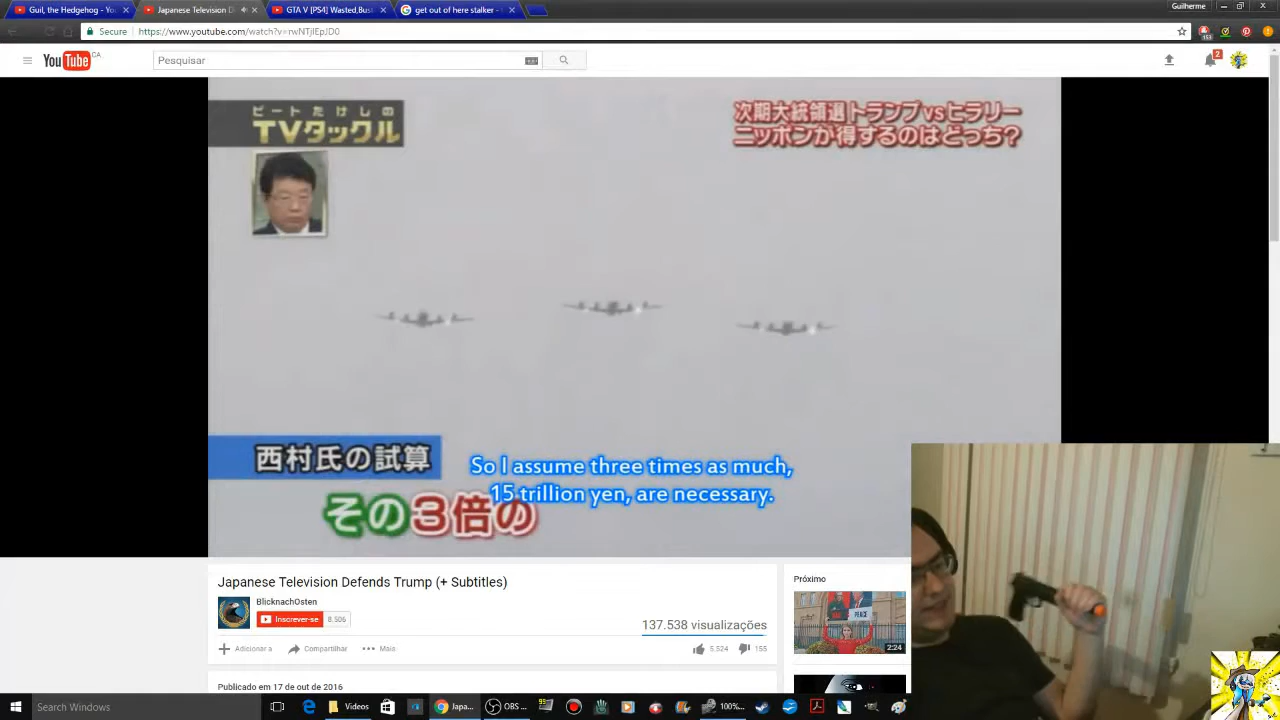 Guil, the Hedgehog - Yo
Japanese Television D
GTA V [PS4] Wasted,Bus
get out of here stalker -
Guilherme
Secure
https://www.youtube.com/watch?v=rwNTjlEpJD0
153
YouTube CA
Pesquisar
2
ビートたけしの
TVタックル
次期大統領選トランプvsヒラリー
ニッポンが得するのはどっち?
西村氏の試算
その3倍の
So I assume three times as much,
15 trillion yen, are necessary.
Japanese Television Defends Trump (+ Subtitles)
BlicknachOsten
Inscrever-se
8.506
137.538 visualizações
Adicionar a
Compartilhar
Mais
5.524
155
Publicado em 17 de out de 2016
Próximo
PEACE
2:24
Search Windows
Videos
Japa...
OBS ...
100%...